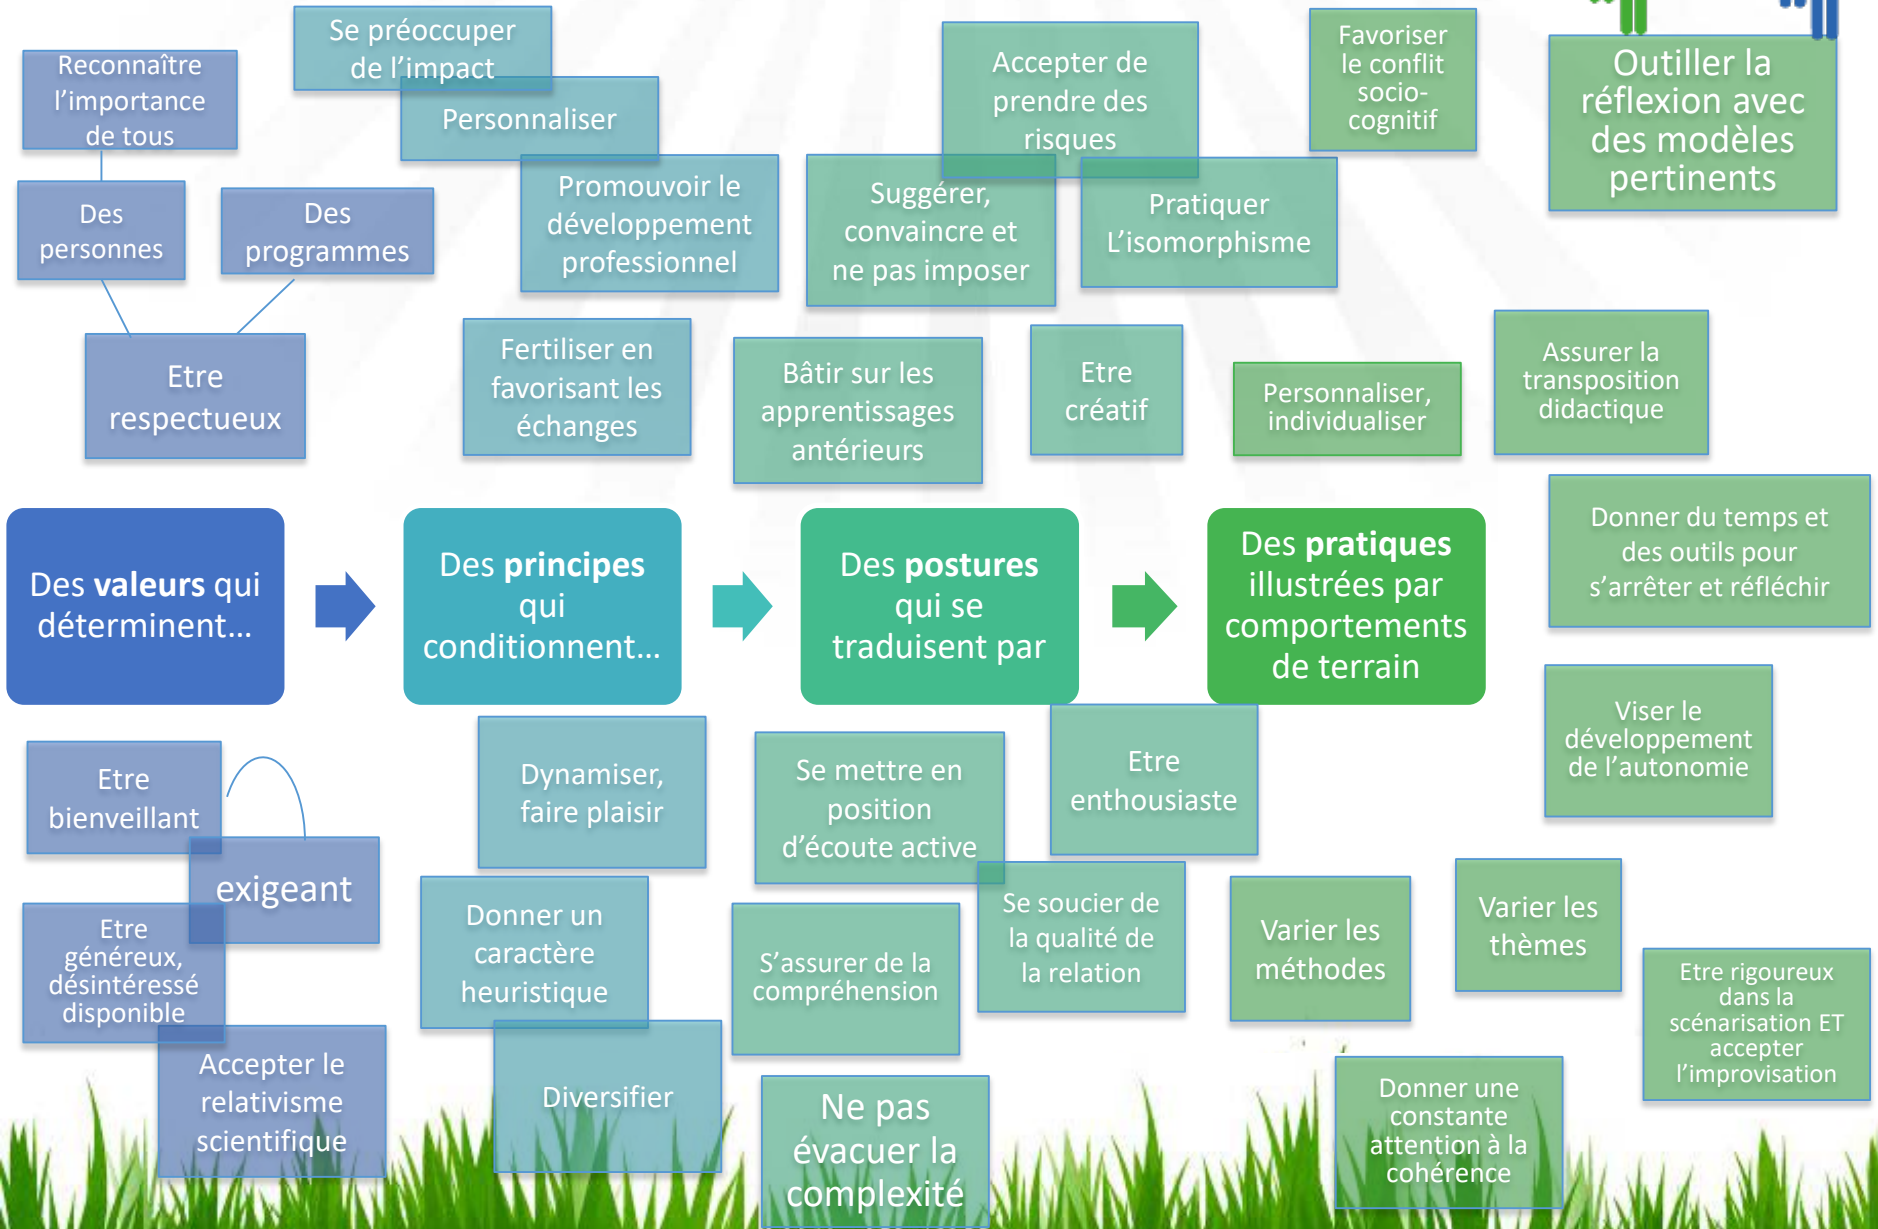 Reconnaître
l'importance
de tous
Des
personnes
Des
programmes
Etre
respectueux
Se préoccuper
de l'impact
Personnaliser
Promouvoir le
développement
professionnel
Fertiliser en
favorisant les
échanges
Accepter de
prendre des
risques
Suggérer,
convaincre et
ne pas imposer
Pratiquer
L'isomorphisme
Bâtir sur les
apprentissages
antérieurs
Etre
créatif
Favoriser
le conflit
socio-
cognitif
Outiller la
réflexion avec
des modèles
pertinents
Personnaliser,
individualiser
Assurer la
transposition
didactique
Donner du temps et
des outils pour
s'arrêter et réfléchir
Des valeurs qui
déterminent...
Des principes
qui
conditionnent...
Des postures
qui se
traduisent par
Des pratiques
illustrées par
comportements
de terrain
Viser le
développement
de l'autonomie
Etre
bienveillant
exigeant
Etre
généreux,
désintéressé
disponible
Accepter le
relativisme
scientifique
Dynamiser,
faire plaisir
Donner un
caractère
heuristique
Diversifier
Se mettre en
position
d'écoute active
Etre
enthousiaste
Se soucier de
la qualité de
la relation
S'assurer de la
compréhension
Ne pas
évacuer la
complexité
Varier les
méthodes
Varier les
thèmes
Etre rigoureux
dans la
scénarisation ET
accepter
l'improvisation
Donner une
constante
attention à la
cohérence